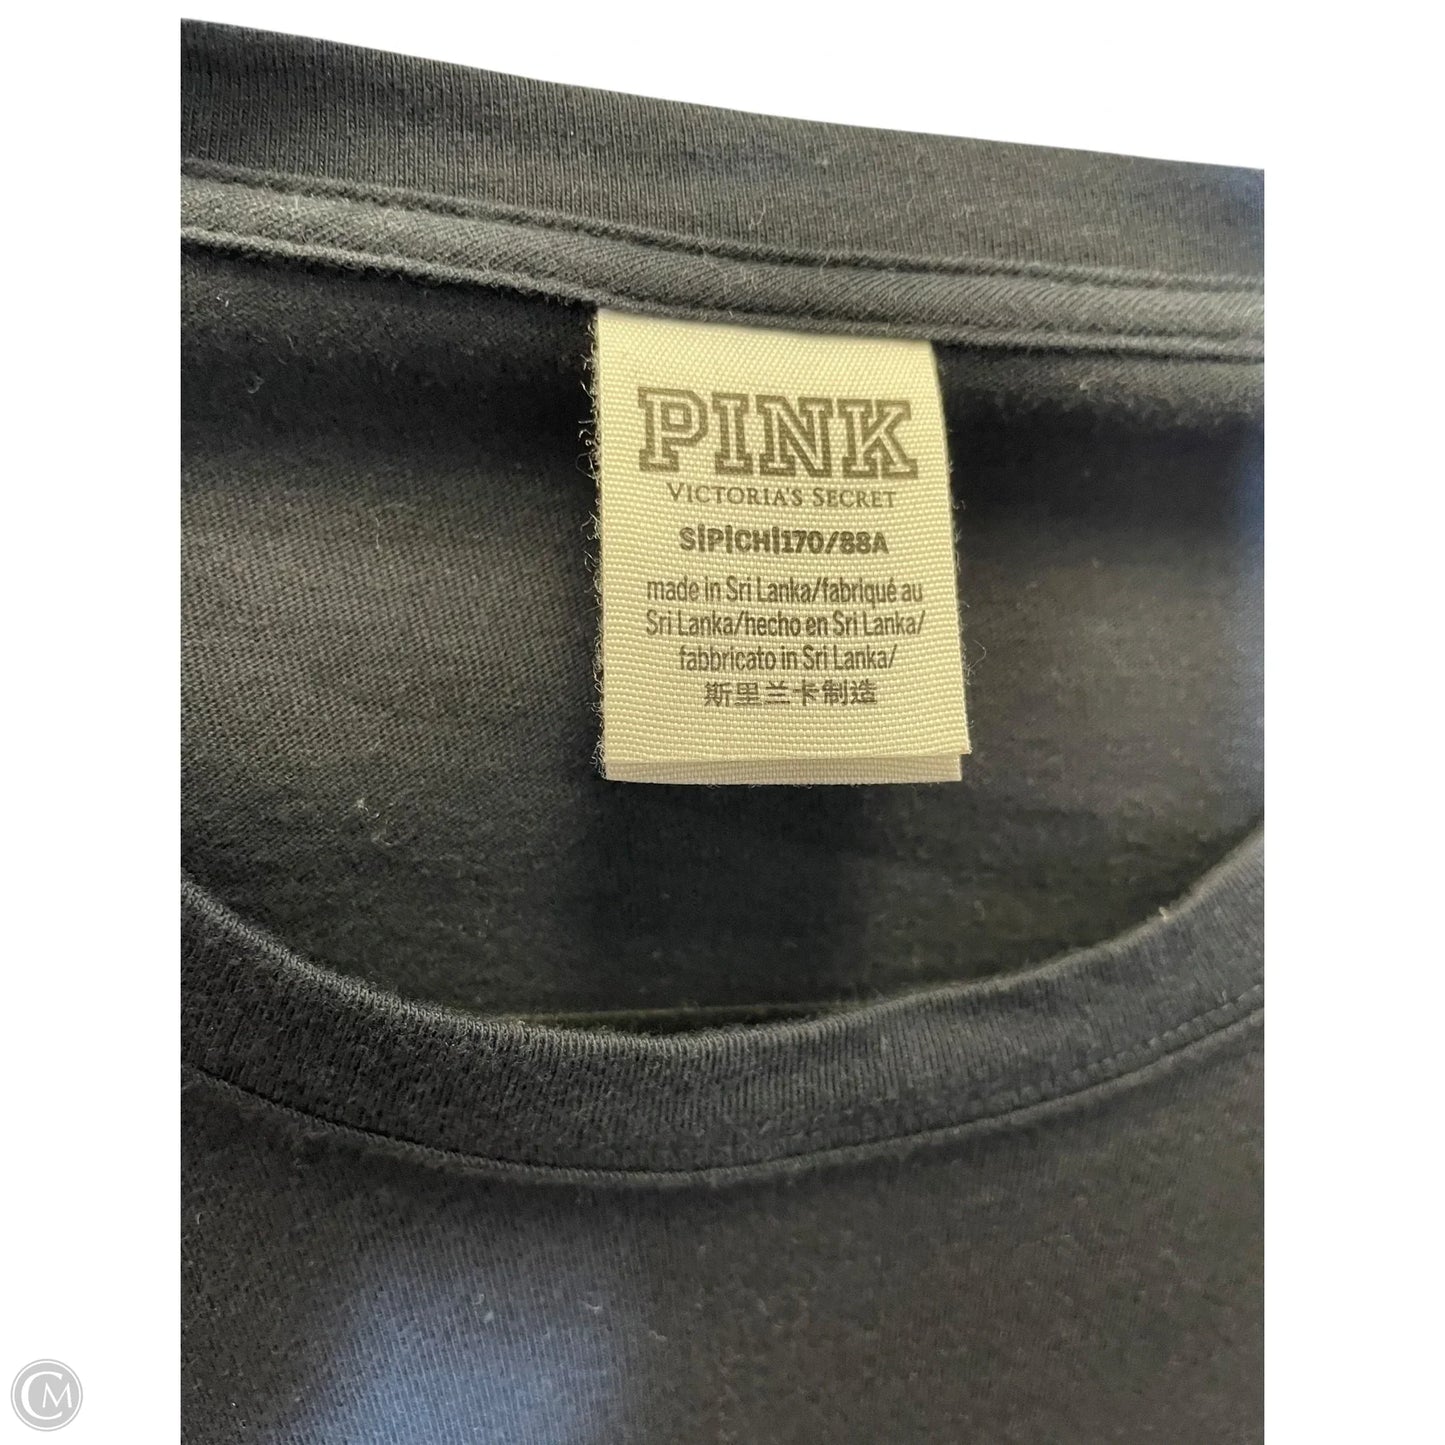 PINK
VICTORIA'S SECRET
S|P|CH|170/88A
made in Sri Lanka/fabriqué au
Sri Lanka/hecho en Sri Lanka/
fabbricato in Sri Lanka/
斯里兰卡制造
CM